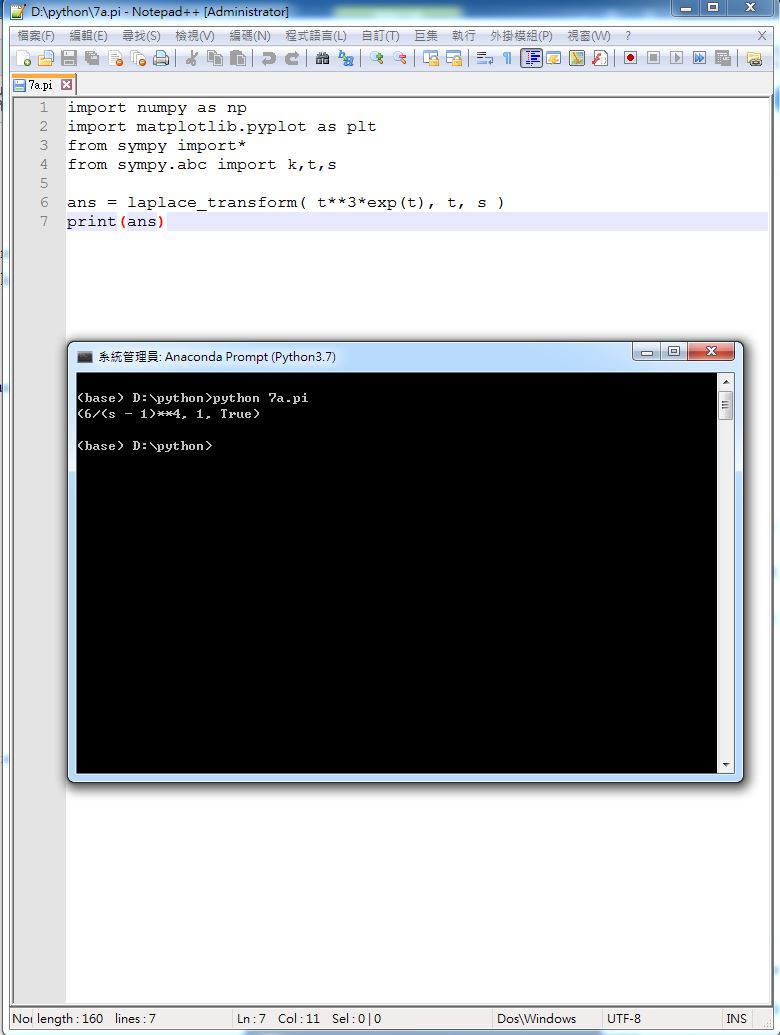 D:\python\7a.pi - Notepad++ [Administrator]
檔案(F) 編輯(E) 尋找(S) 檢視(V) 編碼(N) 程式語言(L) 自訂(T) 巨集 執行 外掛模組(P) 視窗(W) ? X
7a.pi
1 import numpy as np
2 import matplotlib.pyplot as plt
3 from sympy import*
4 from sympy.abc import k,t,s
5
6 ans = laplace_transform( t**3*exp(t), t, s )
7 print(ans)
系統管理員: Anaconda Prompt (Python3.7)
(base) D:\python>python 7a.pi
(6/(s - 1)**4, 1, True)
(base) D:\python>
length : 160 lines : 7 Ln : 7 Col : 11 Sel : 0 | 0 Dos\Windows UTF-8 INS